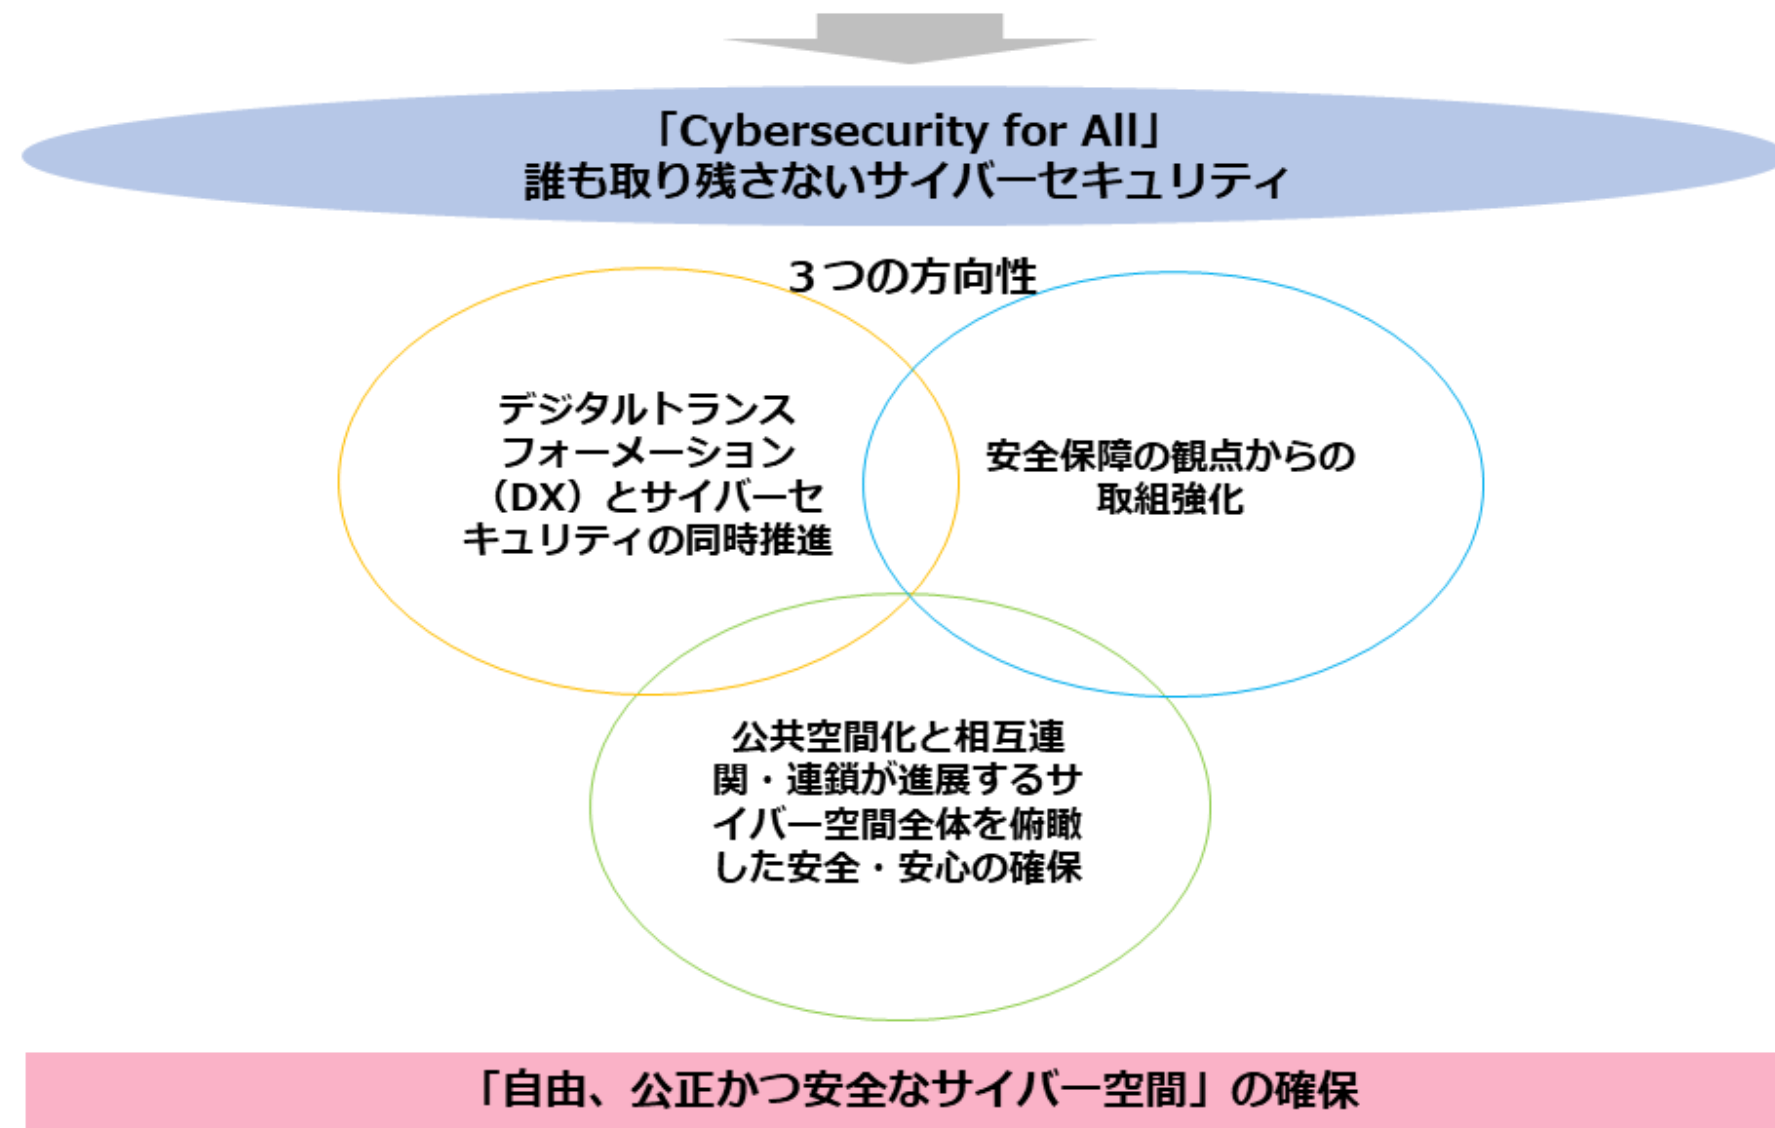 「Cybersecurity for All」
誰も取り残さないサイバーセキュリティ
３つの方向性
デジタルトランス
フォーメーション
（DX）とサイバーセ
キュリティの同時推進
安全保障の観点からの
取組強化
公共空間化と相互連
関・連鎖が進展するサ
イバー空間全体を俯瞰
した安全・安心の確保
「自由、公正かつ安全なサイバー空間」の確保